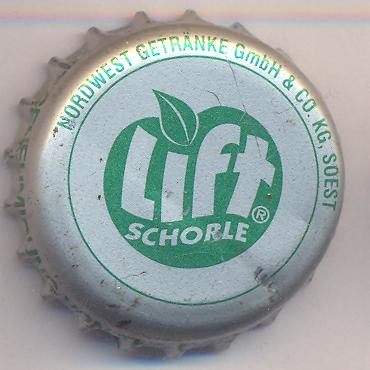 NORDWEST GETRÄNKE GmbH & CO. KG, SOEST
Lift
SCHORLE ®